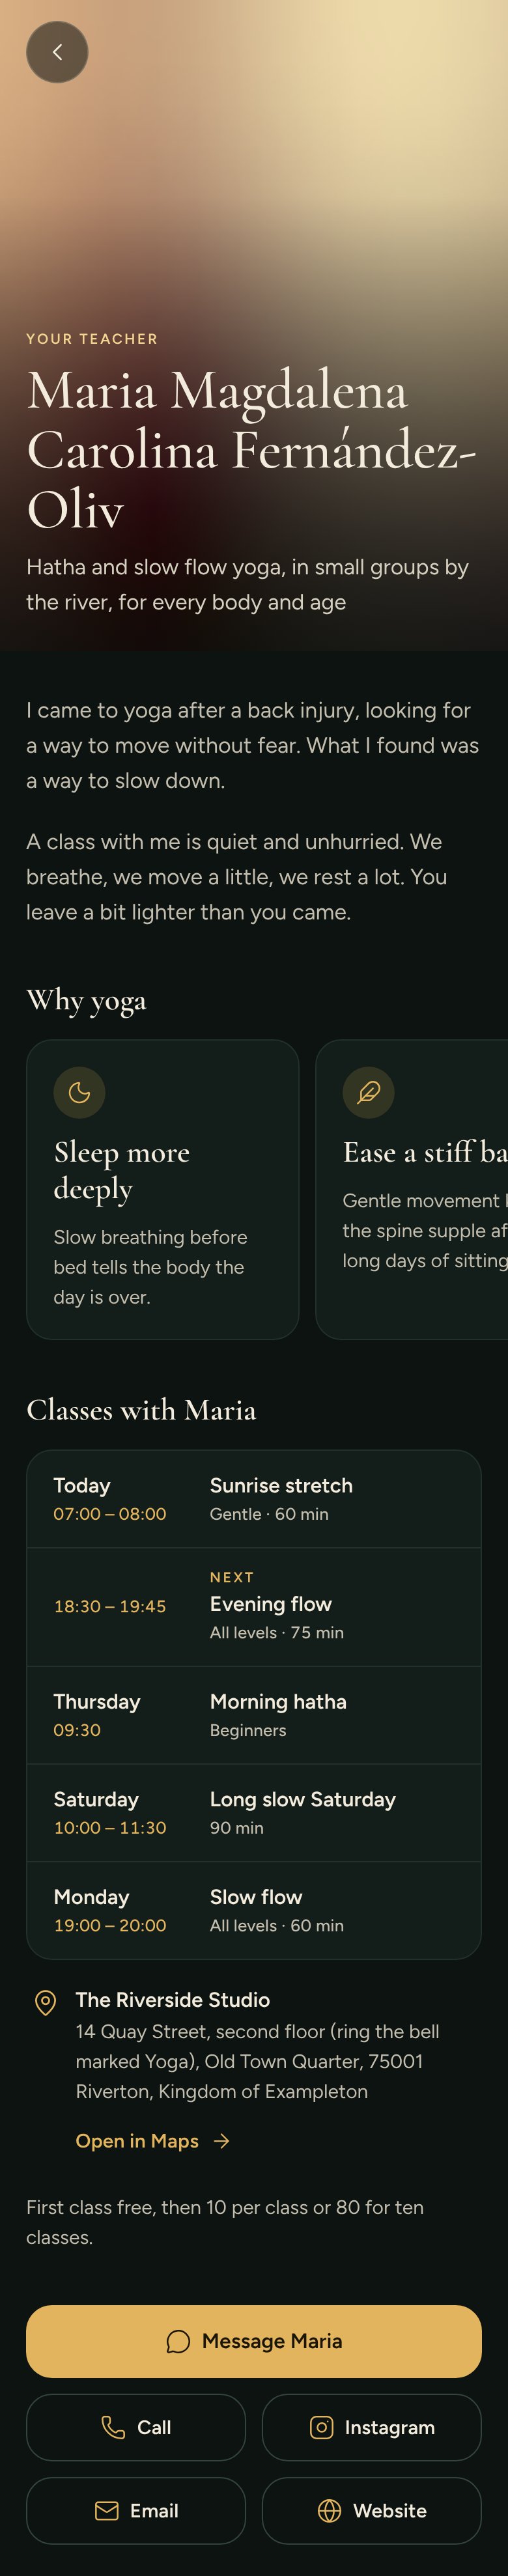 YOUR TEACHER
Maria Magdalena
Carolina Fernández-
Oliv
Hatha and slow flow yoga, in small groups by
the river, for every body and age
I came to yoga after a back injury, looking for
a way to move without fear. What I found was
a way to slow down.
A class with me is quiet and unhurried. We
breathe, we move a little, we rest a lot. You
leave a bit lighter than you came.
Why yoga
Sleep more
deeply
Slow breathing before
bed tells the body the
day is over.
Ease a stiff ba
Gentle movement
the spine supple af
long days of sitting
Classes with Maria
Today
07:00 – 08:00
Sunrise stretch
Gentle · 60 min
18:30 – 19:45
NEXT
Evening flow
All levels · 75 min
Thursday
09:30
Morning hatha
Beginners
Saturday
10:00 – 11:30
Long slow Saturday
90 min
Monday
19:00 – 20:00
Slow flow
All levels · 60 min
The Riverside Studio
14 Quay Street, second floor (ring the bell
marked Yoga), Old Town Quarter, 75001
Riverton, Kingdom of Exampleton
Open in Maps
First class free, then 10 per class or 80 for ten
classes.
Message Maria
Call
Instagram
Email
Website